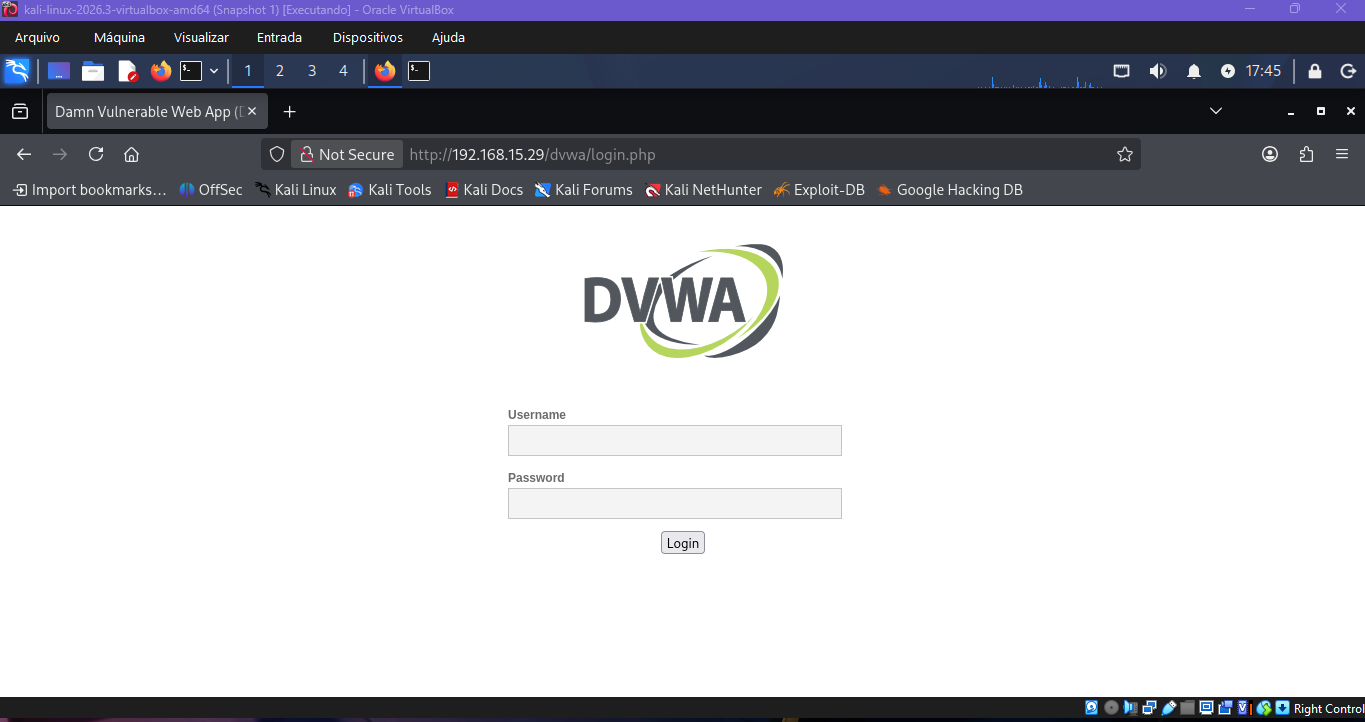 kali-linux-2026.3-virtualbox-amd64 (Snapshot 1) [Executando] - Oracle VirtualBox
Arquivo Máquina Visualizar Entrada Dispositivos Ajuda
1 2 3 4 17:45
Damn Vulnerable Web App (
Not Secure http://192.168.15.29/dvwa/login.php
Import bookmarks... OffSec Kali Linux Kali Tools Kali Docs Kali Forums Kali NetHunter Exploit-DB Google Hacking DB
DVWA
Username
Password
Login
Right Control